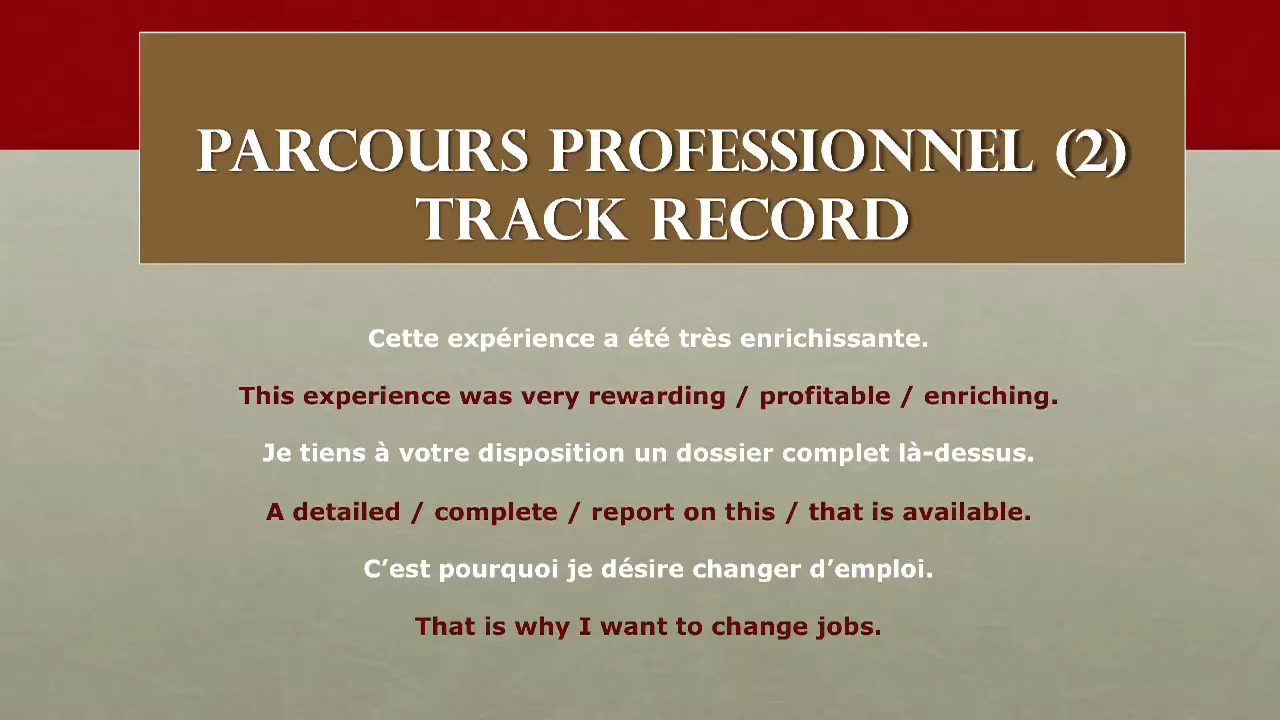 PARCOURS PROFESSIONNEL (2)
TRACK RECORD
Cette expérience a été très enrichissante.
This experience was very rewarding / profitable / enriching.
Je tiens à votre disposition un dossier complet là-dessus.
A detailed / complete / report on this / that is available.
C’est pourquoi je désire changer d’emploi.
That is why I want to change jobs.